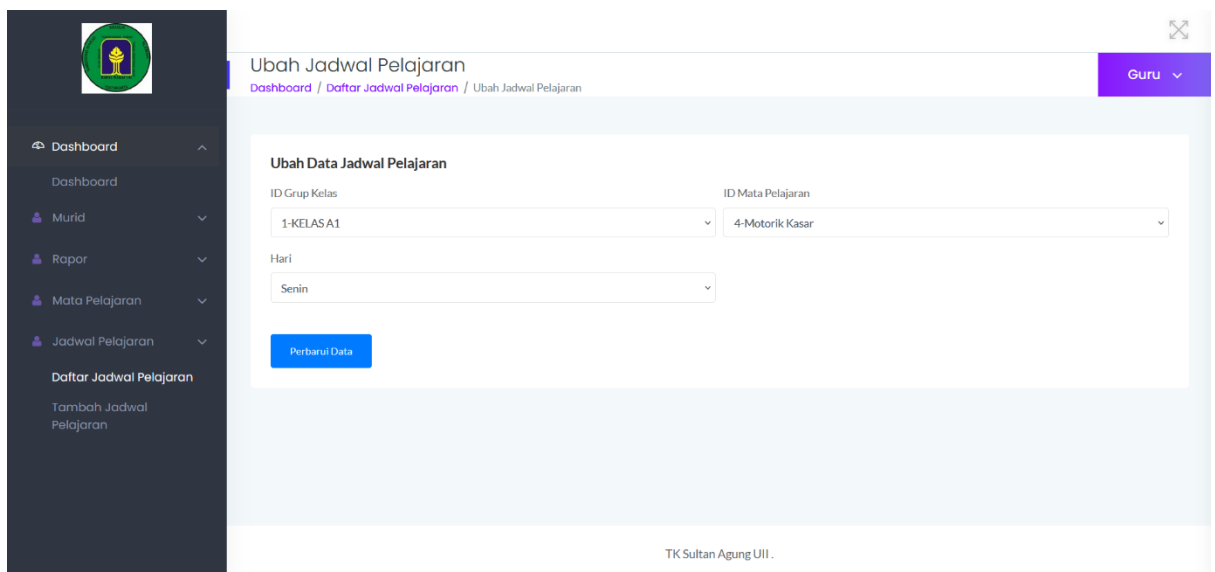 Ubah Jadwal Pelajaran
Dashboard / Daftar Jadwal Pelajaran / Ubah Jadwal Pelajaran
Guru
Dashboard
Dashboard
Murid
Rapor
Mata Pelajaran
Jadwal Pelajaran
Daftar Jadwal Pelajaran
Tambah Jadwal
Pelajaran
Ubah Data Jadwal Pelajaran
ID Grup Kelas
1-KELAS A1
ID Mata Pelajaran
4-Motorik Kasar
Hari
Senin
Perbarui Data
TK Sultan Agung UII .